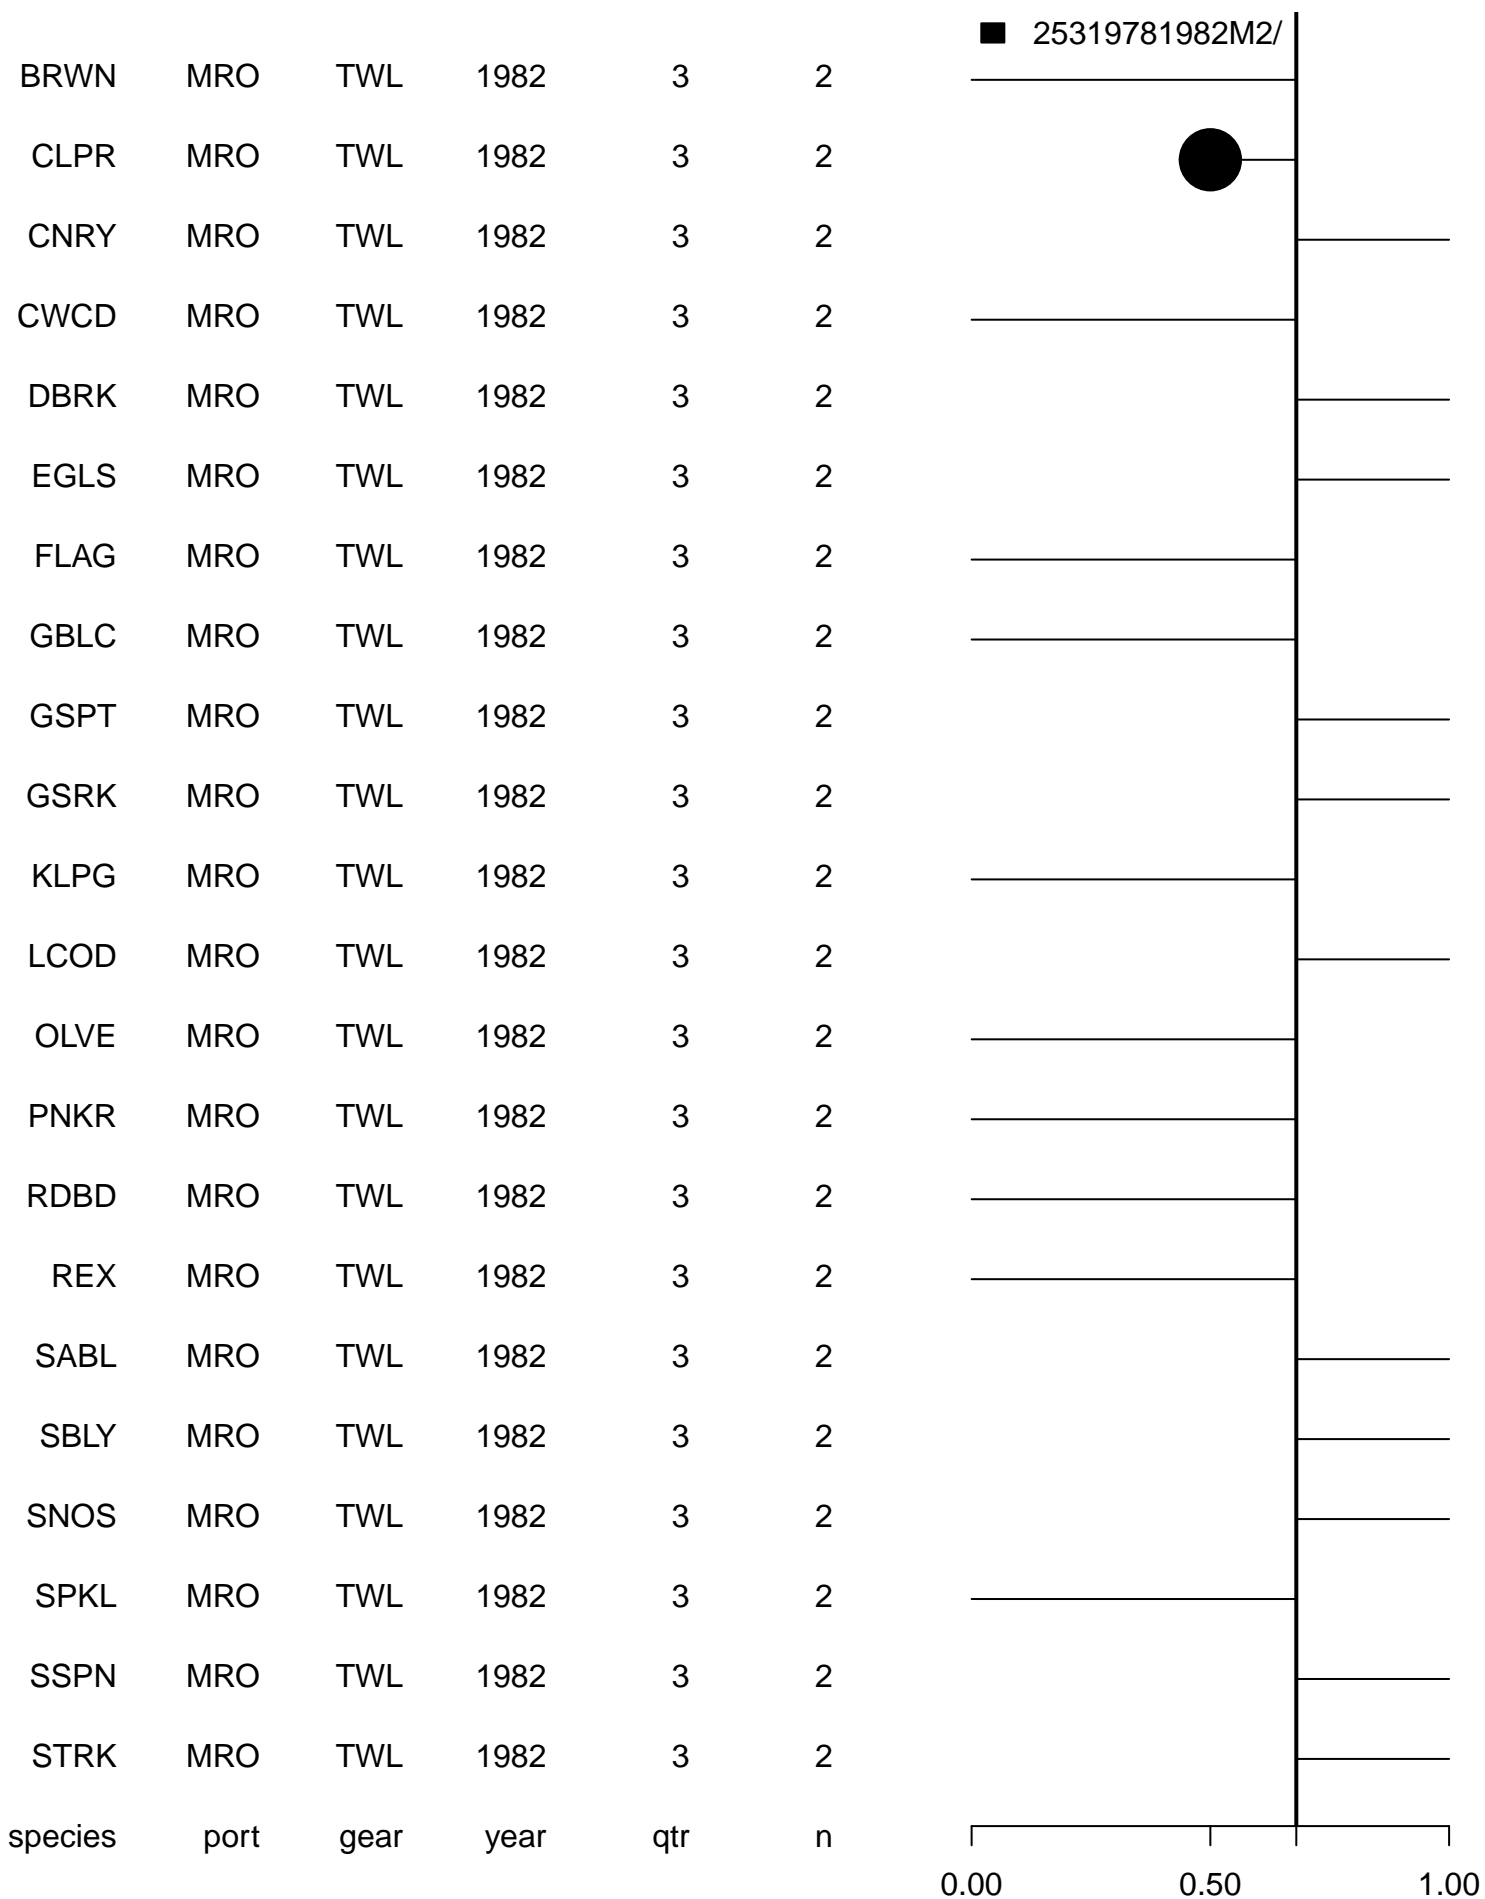 25319781982M2/
BRWN MRO TWL 1982 3 2
CLPR MRO TWL 1982 3 2
CNRY MRO TWL 1982 3 2
CWCD MRO TWL 1982 3 2
DBRK MRO TWL 1982 3 2
EGLS MRO TWL 1982 3 2
FLAG MRO TWL 1982 3 2
GBLC MRO TWL 1982 3 2
GSPT MRO TWL 1982 3 2
GSRK MRO TWL 1982 3 2
KLPG MRO TWL 1982 3 2
LCOD MRO TWL 1982 3 2
OLVE MRO TWL 1982 3 2
PNKR MRO TWL 1982 3 2
RDBD MRO TWL 1982 3 2
REX MRO TWL 1982 3 2
SABL MRO TWL 1982 3 2
SBLY MRO TWL 1982 3 2
SNOS MRO TWL 1982 3 2
SPKL MRO TWL 1982 3 2
SSPN MRO TWL 1982 3 2
STRK MRO TWL 1982 3 2
species port gear year qtr n
0.00 0.50 1.00